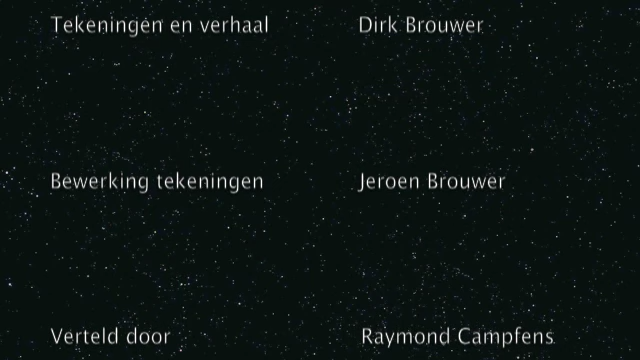 Tekeningen en verhaal Dirk Brouwer
Bewerking tekeningen Jeroen Brouwer
Verteld door Raymond Campfens